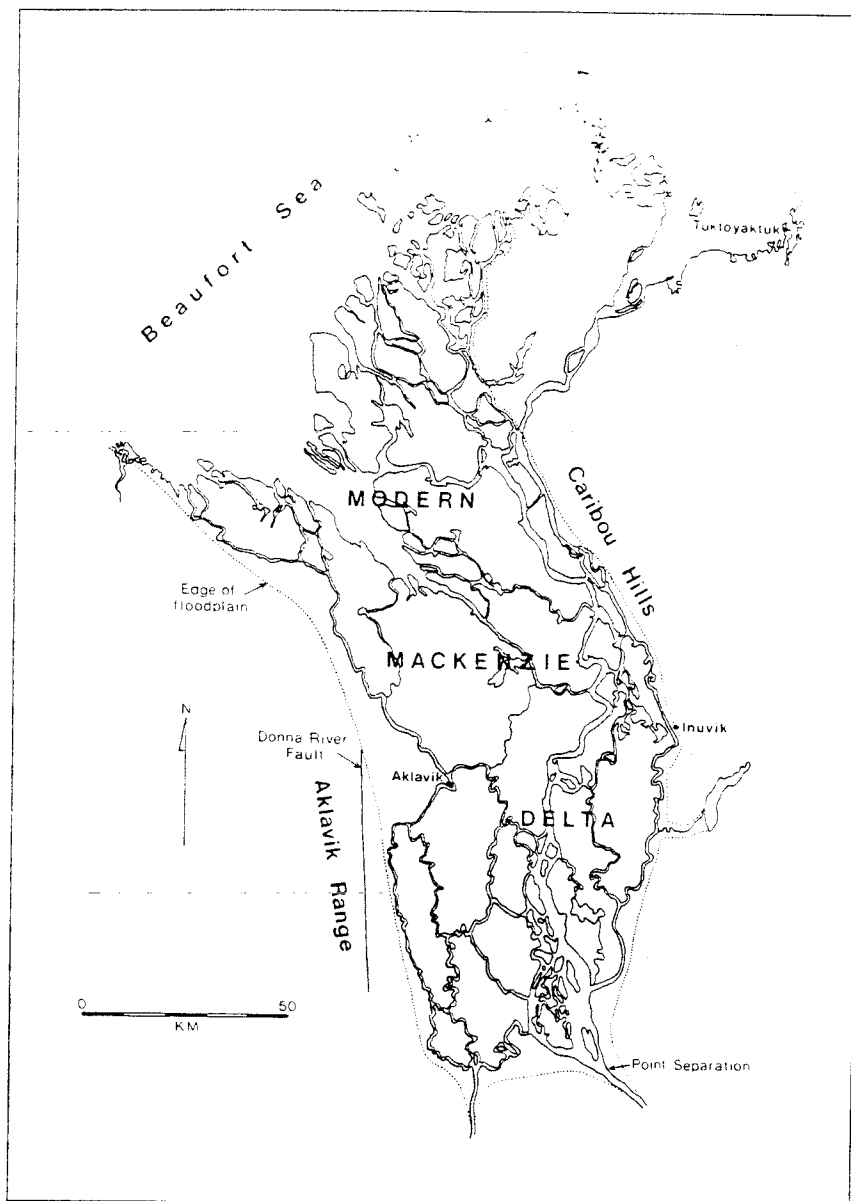 Beaufort Sea
Tuktoyaktuk
MODERN
Caribou Hills
Edge of
floodplain
MACKENZIE
N
Inuvik
Donna River
Fault
Aklavik
Aklavik Range
DELTA
0 50
KM
Point Separation